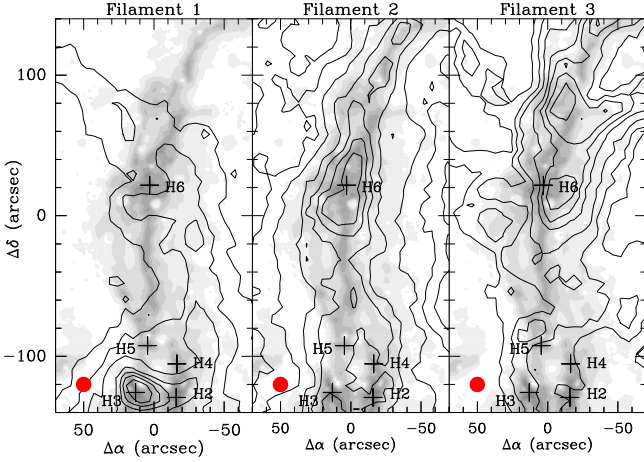 Filament 1 Filament 2 Filament 3
100
H6 H6 H6
0
Δδ (arcsec)
H5 H5 H5
-100
H4 H4 H4
H3 H2 H3 H2 H3 H2
50 0 -50 50 0 -50 50 0 -50
Δα (arcsec) Δα (arcsec) Δα (arcsec)